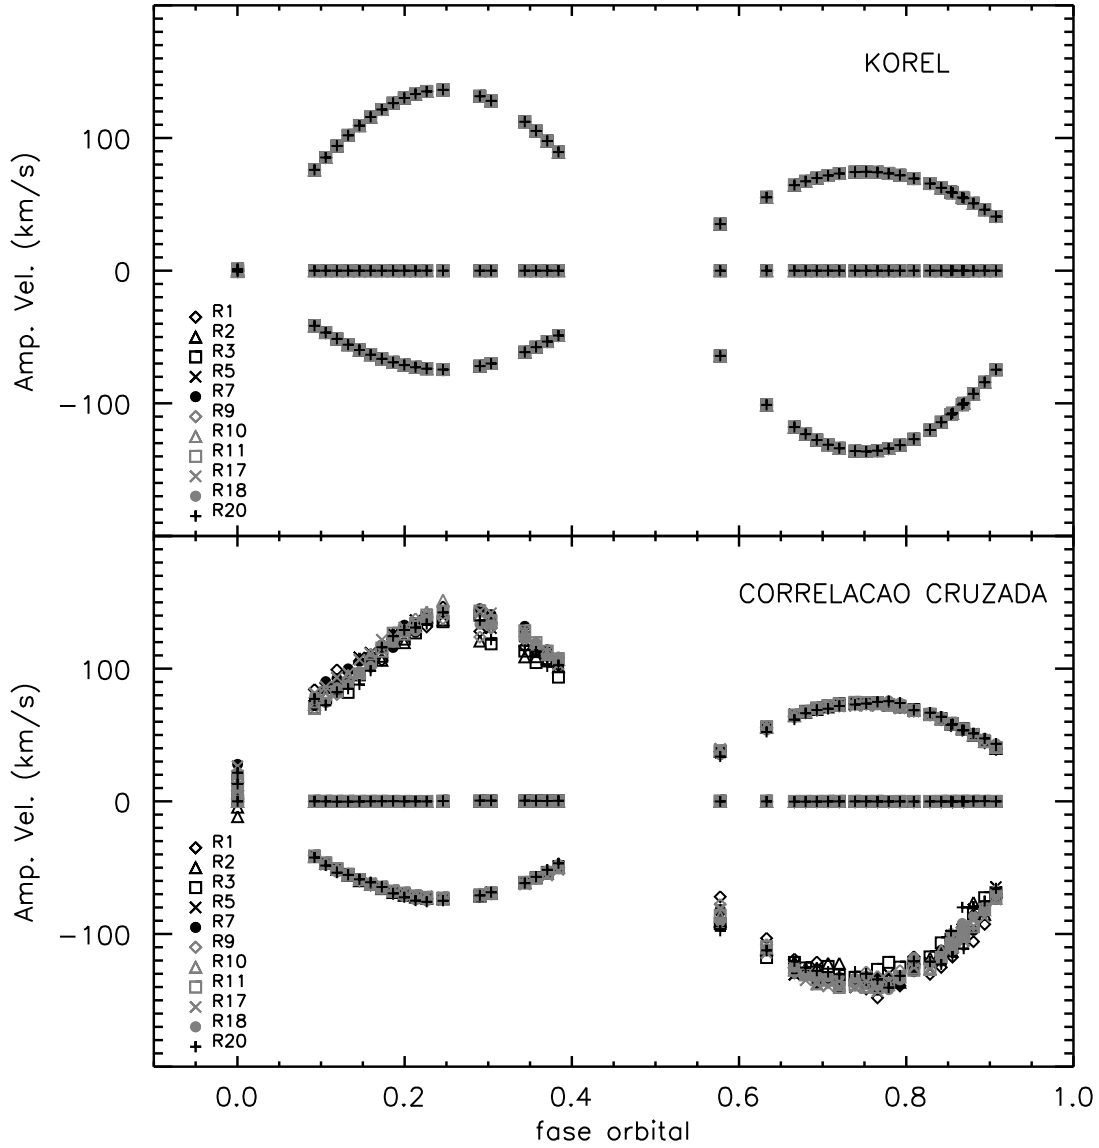 KOREL
100
0
−100
Amp. Vel. (km/s)
R1
R2
R3
R5
R7
R9
R10
R11
R17
R18
R20
CORRELACAO CRUZADA
100
0
−100
Amp. Vel. (km/s)
R1
R2
R3
R5
R7
R9
R10
R11
R17
R18
R20
0.0 0.2 0.4 0.6 0.8 1.0
fase orbital